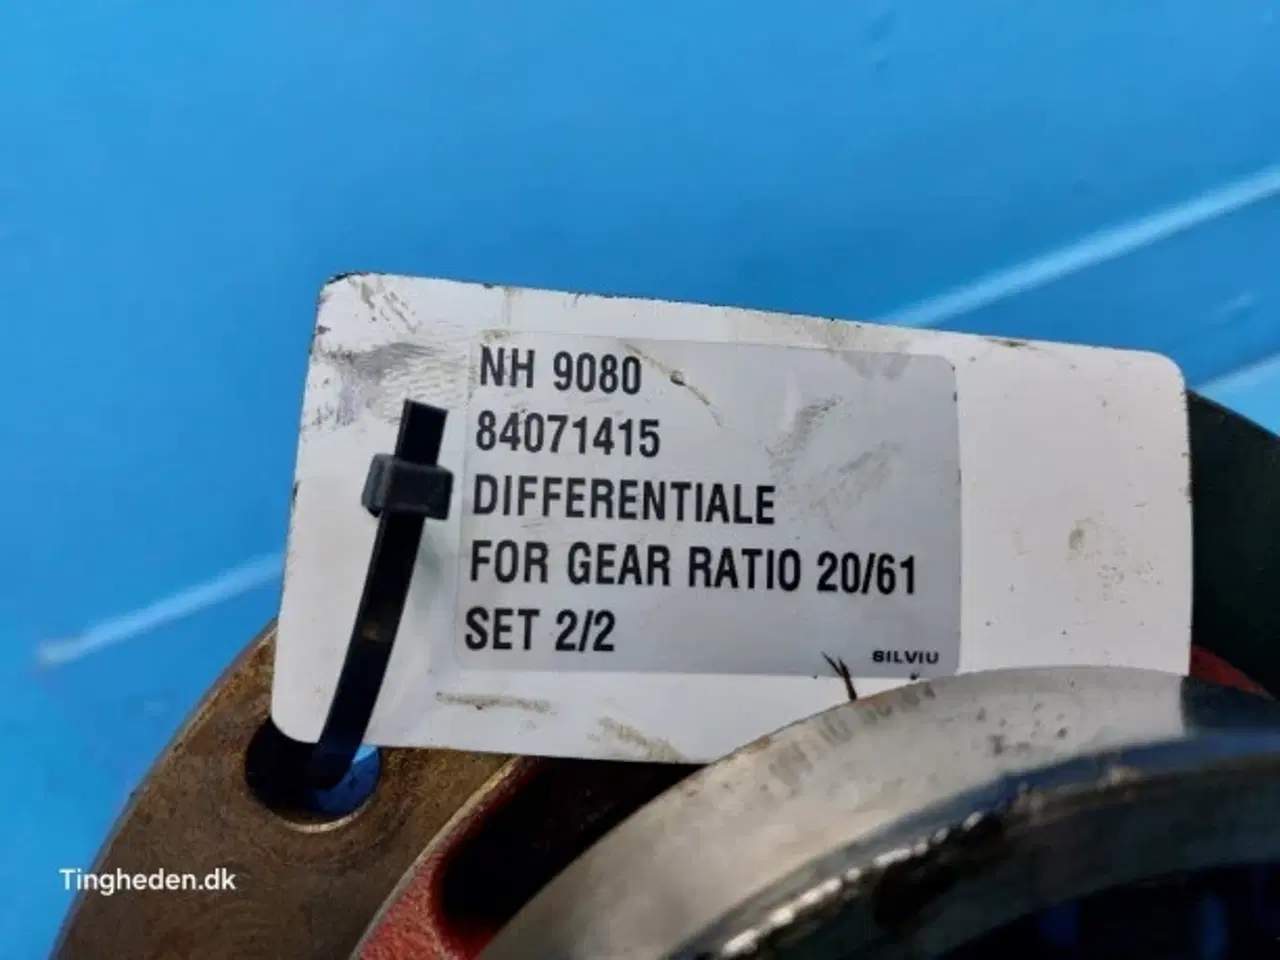 NH 9080
84071415
DIFFERENTIALE
FOR GEAR RATIO 20/61
SET 2/2
SILVIU
Tingheden.dk